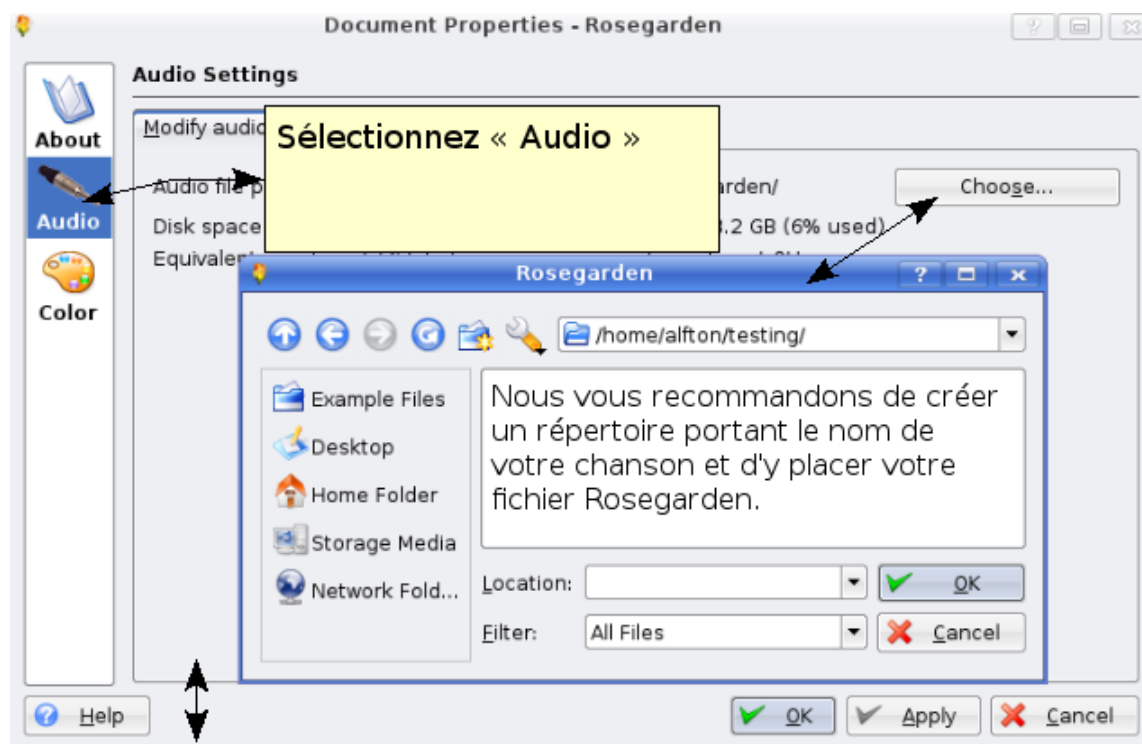 Document Properties - Rosegarden
Audio Settings
About
Audio
Color
Modify audio
Sélectionnez « Audio »
Audio file p
rden/
Choose...
Disk space
.2 GB (6% used)
Equivalent
Rosegarden
/home/alfton/testing/
Example Files
Desktop
Home Folder
Storage Media
Network Fold...
Nous vous recommandons de créer
un répertoire portant le nom de
votre chanson et d'y placer votre
fichier Rosegarden.
Location:
OK
Filter:
All Files
Cancel
Help
OK
Apply
Cancel